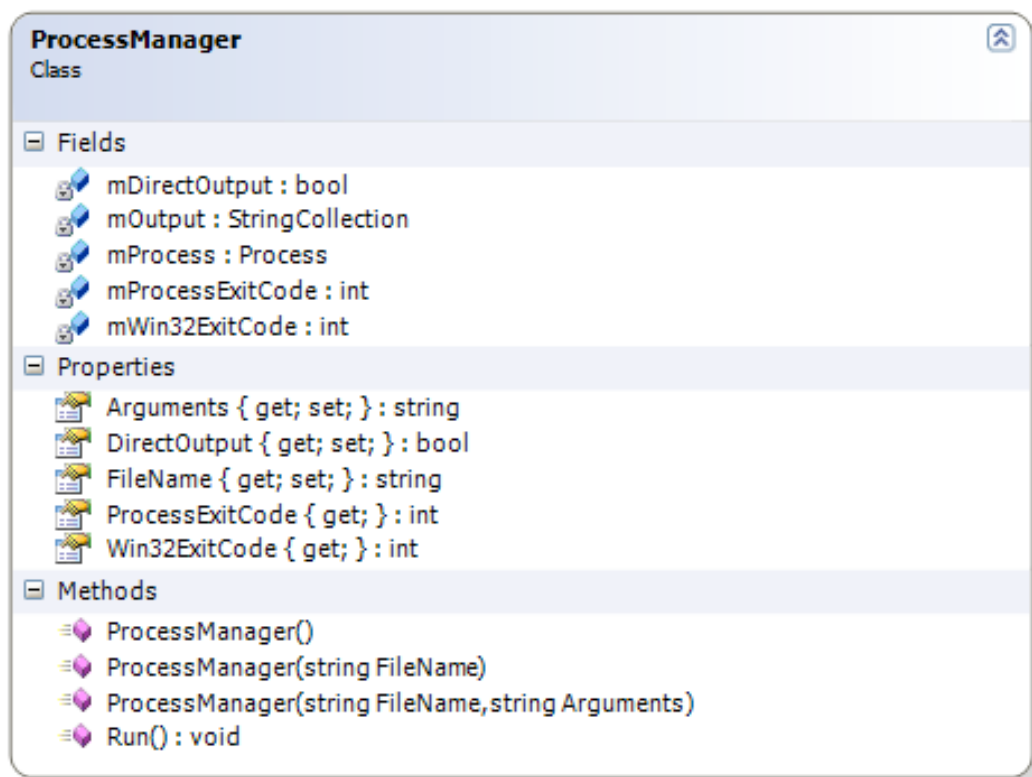 ProcessManager
Class
Fields
mDirectOutput : bool
mOutput : StringCollection
mProcess : Process
mProcessExitCode : int
mWin32ExitCode : int
Properties
Arguments { get; set; } : string
DirectOutput { get; set; } : bool
FileName { get; set; } : string
ProcessExitCode { get; } : int
Win32ExitCode { get; } : int
Methods
ProcessManager()
ProcessManager(string FileName)
ProcessManager(string FileName,string Arguments)
Run() : void